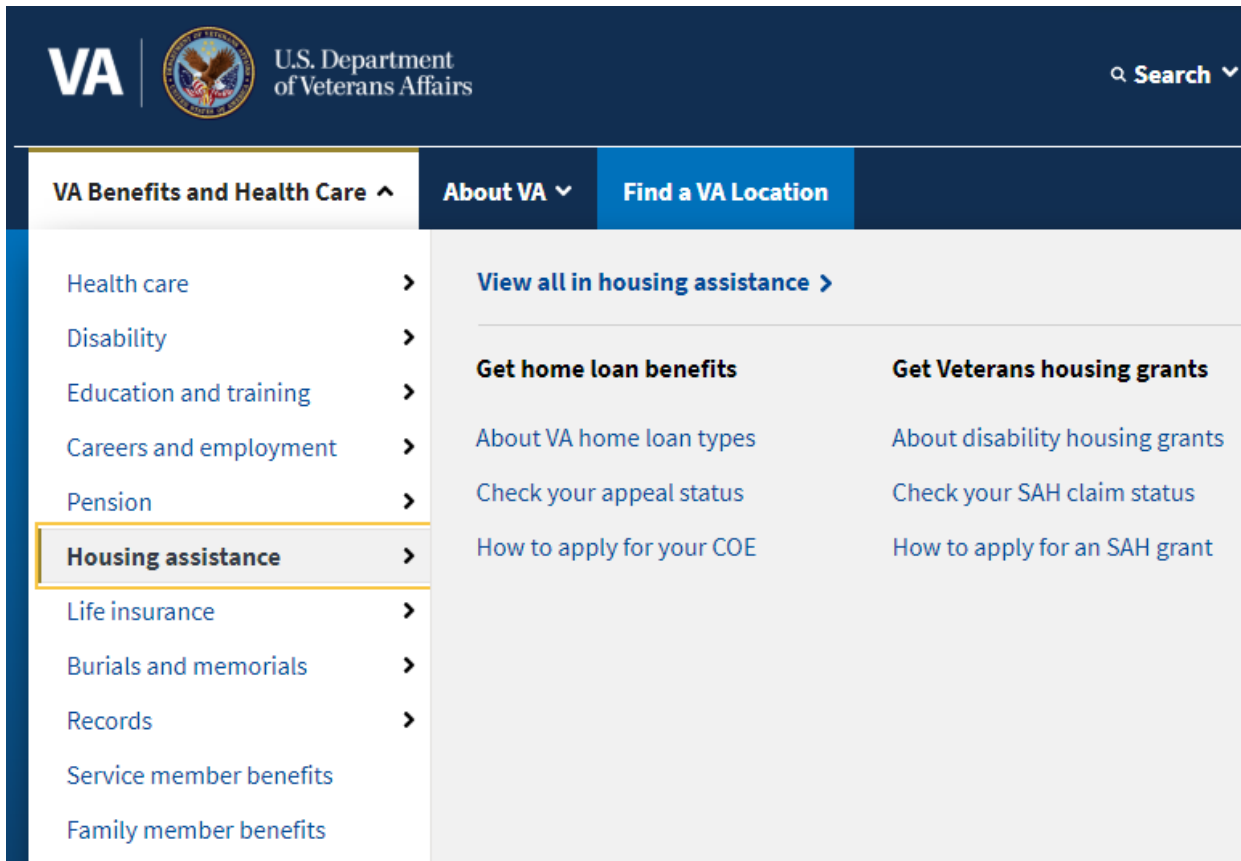 VA
U.S. Department
of Veterans Affairs
Search
VA Benefits and Health Care
About VA
Find a VA Location
Health care
Disability
Education and training
Careers and employment
Pension
Housing assistance
Life insurance
Burials and memorials
Records
Service member benefits
Family member benefits
View all in housing assistance
Get home loan benefits
About VA home loan types
Check your appeal status
How to apply for your COE
Get Veterans housing grants
About disability housing grants
Check your SAH claim status
How to apply for an SAH grant